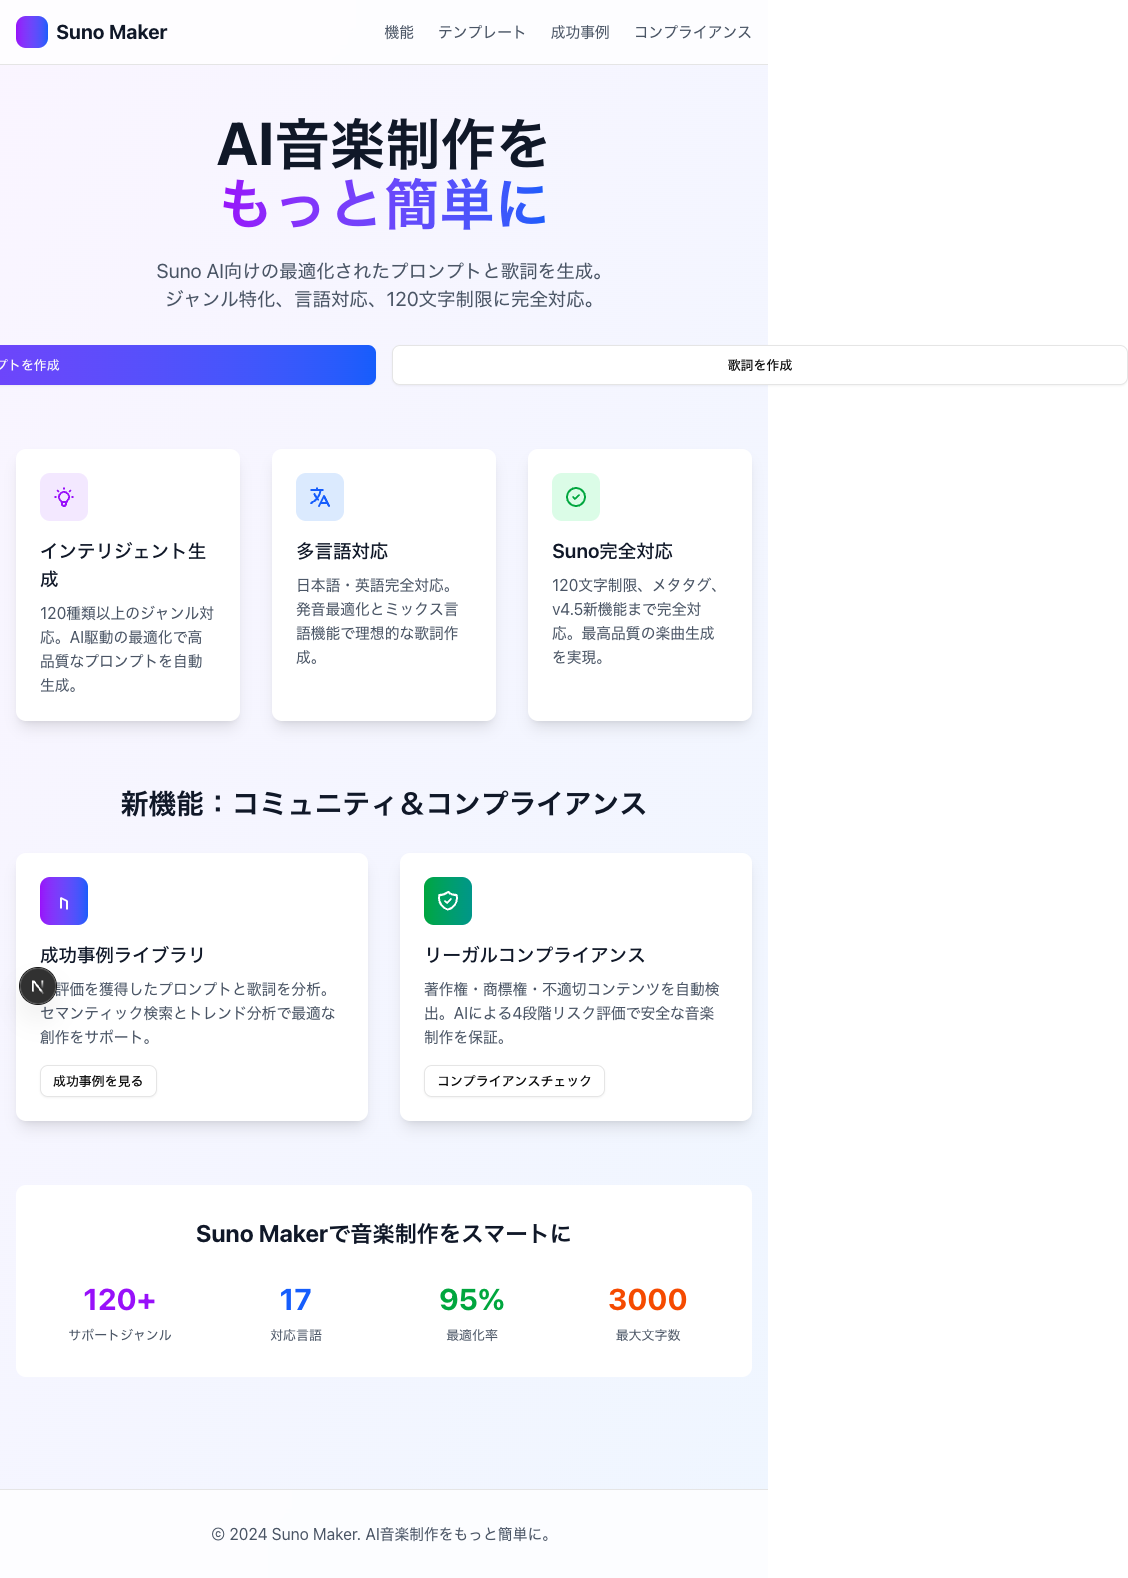 Suno Maker
機能
テンプレート
成功事例
コンプライアンス
AI音楽制作を
もっと簡単に
Suno AI向けの最適化されたプロンプトと歌詞を生成。
ジャンル特化、言語対応、120文字制限に完全対応。
プトを作成
歌詞を作成
インテリジェント生
成
120種類以上のジャンル対
応。AI駆動の最適化で高
品質なプロンプトを自動
生成。
多言語対応
日本語・英語完全対応。
発音最適化とミックス言
語機能で理想的な歌詞作
成。
Suno完全対応
120文字制限、メタタグ、
v4.5新機能まで完全対
応。最高品質の楽曲生成
を実現。
新機能：コミュニティ＆コンプライアンス
成功事例ライブラリ
評価を獲得したプロンプトと歌詞を分析。
セマンティック検索とトレンド分析で最適な
創作をサポート。
成功事例を見る
リーガルコンプライアンス
著作権・商標権・不適切コンテンツを自動検
出。AIによる4段階リスク評価で安全な音楽
制作を保証。
コンプライアンスチェック
N
Suno Makerで音楽制作をスマートに
120+
サポートジャンル
17
対応言語
95%
最適化率
3000
最大文字数
© 2024 Suno Maker. AI音楽制作をもっと簡単に。